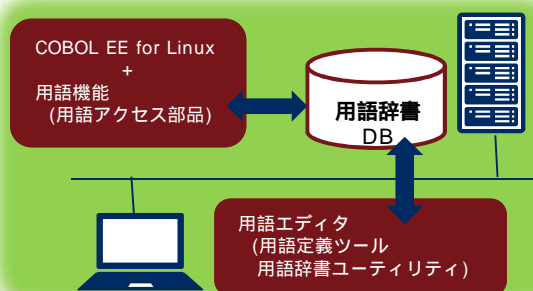 COBOL EE for Linux
+
用語機能
(用語アクセス部品)
用語辞書
DB
用語エディタ
(用語定義ツール
用語辞書ユーティリティ)